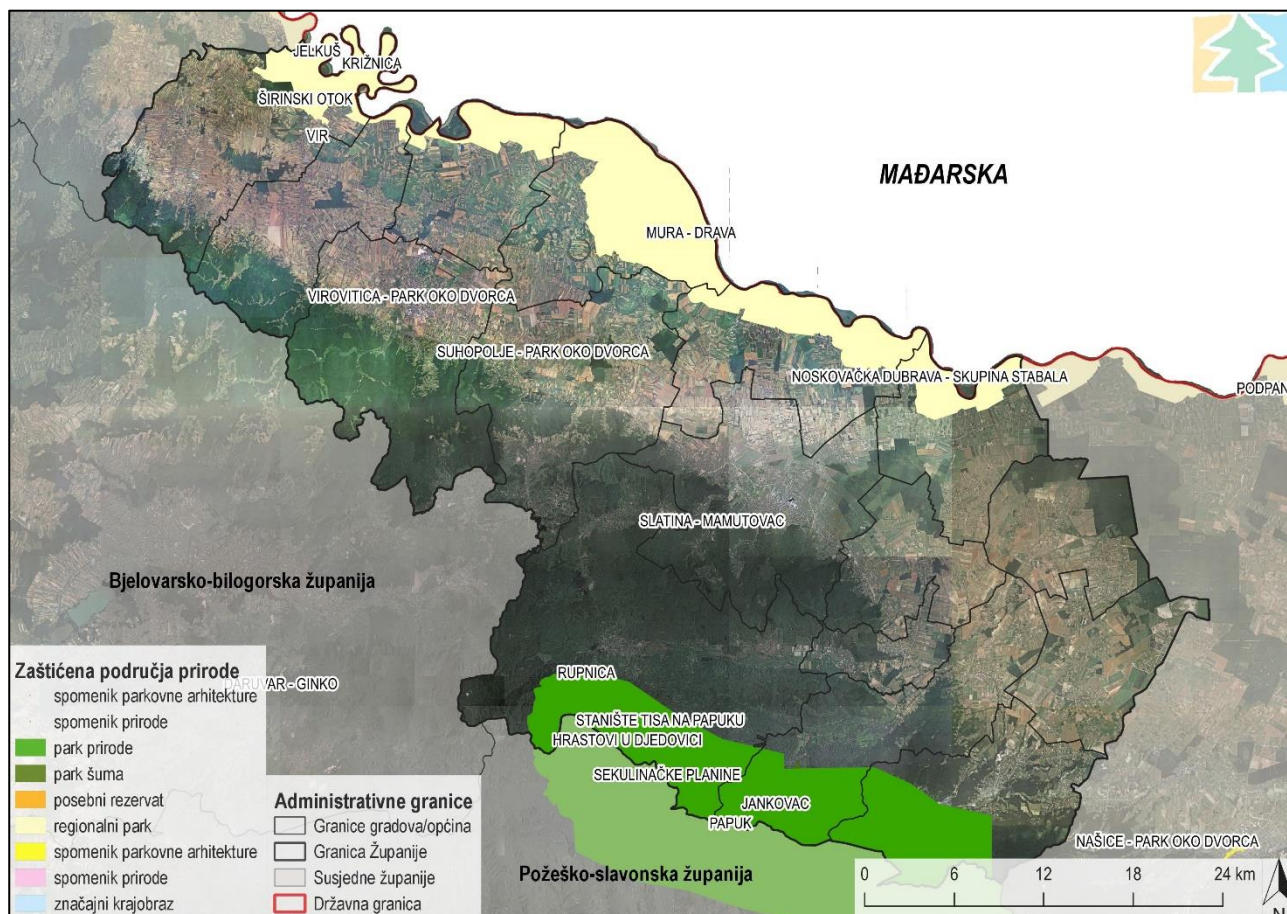 JELKUŠ
KRIŽNICA
ŠIRINSKI OTOK
VIR
MAĐARSKA
MURA - DRAVA
VIROVITICA - PARK OKO DVORCA
SUHOPOLJE - PARK OKO DVORCA
NOSKOVAČKA DUBRAVA - SKUPINA STABALA
PODPAN
SLATINA - MAMUTOVAC
Bjelovarsko-bilogorska županija
DARUVAR - GINKO
RUPNICA
STANIŠTE TISA NA PAPUKU
HRASTOVI U DJEDOVICI
SEKULINAČKE PLANINE
JANKOVAC
PAPUK
NAŠICE - PARK OKO DVORCA
Požeško-slavonska županija
Zaštićena područja prirode
spomenik parkovne arhitekture
spomenik prirode
park prirode
park šuma
posebni rezervat
regionalni park
spomenik parkovne arhitekture
spomenik prirode
značajni krajobraz
Administrativne granice
Granice gradova/općina
Granica Županije
Susjedne županije
Državna granica
0 6 12 18 24 km
N